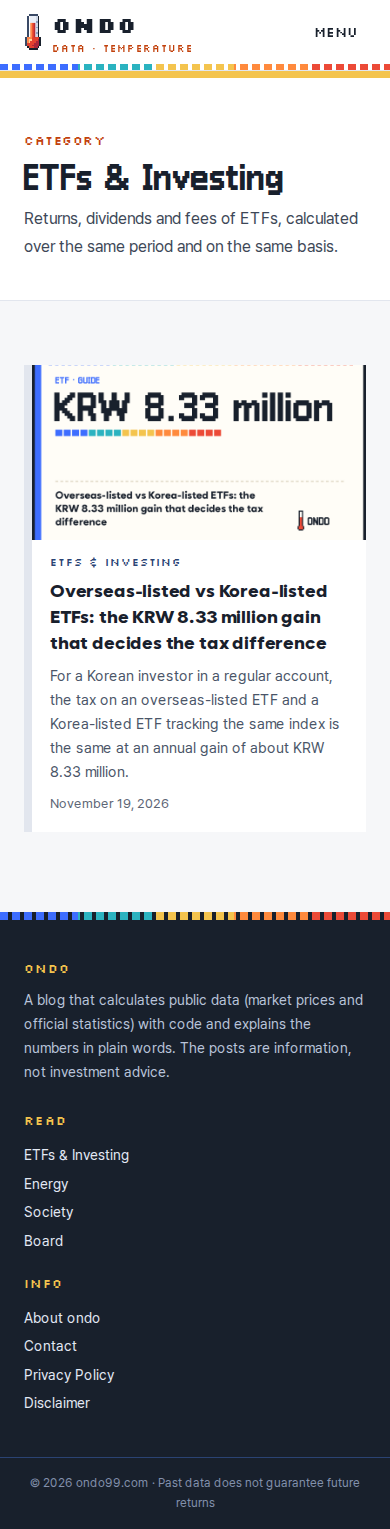 ONDO
DATA · TEMPERATURE
MENU
CATEGORY
ETFs & Investing
Returns, dividends and fees of ETFs, calculated
over the same period and on the same basis.
ETF · GUIDE
KRW 8.33 million
Overseas-listed vs Korea-listed ETFs: the
KRW 8.33 million gain that decides the tax
difference
ONDO
ETFS & INVESTING
Overseas-listed vs Korea-listed
ETFs: the KRW 8.33 million gain
that decides the tax difference
For a Korean investor in a regular account,
the tax on an overseas-listed ETF and a
Korea-listed ETF tracking the same index is
the same at an annual gain of about KRW
8.33 million.
November 19, 2026
ONDO
A blog that calculates public data (market prices and
official statistics) with code and explains the
numbers in plain words. The posts are information,
not investment advice.
READ
ETFs & Investing
Energy
Society
Board
INFO
About ondo
Contact
Privacy Policy
Disclaimer
© 2026 ondo99.com · Past data does not guarantee future
returns